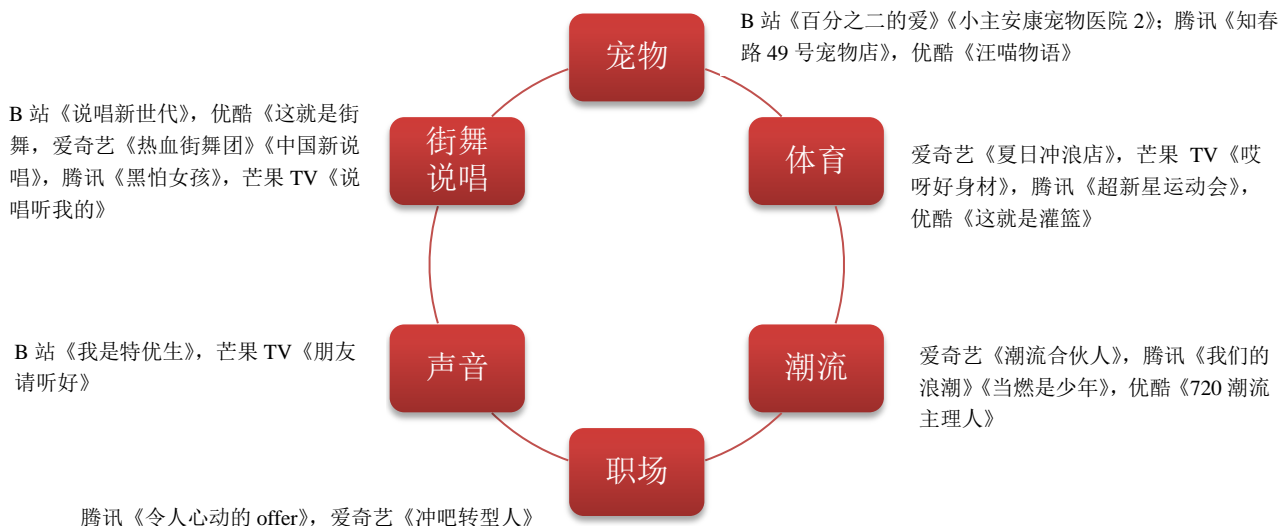 宠物
B 站《百分之二的爱》《小主安康宠物医院 2》；腾讯《知春
路 49 号宠物店》，优酷《汪喵物语》
体育
爱奇艺《夏日冲浪店》，芒果 TV《哎
呀好身材》，腾讯《超新星运动会》，
优酷《这就是灌篮》
潮流
爱奇艺《潮流合伙人》，腾讯《我们的
浪潮》《当燃是少年》，优酷《720 潮流
主理人》
职场
腾讯《令人心动的 offer》，爱奇艺《冲吧转型人》
声音
B 站《我是特优生》，芒果 TV《朋友
请听好》
街舞
说唱
B 站《说唱新世代》，优酷《这就是街
舞，爱奇艺《热血街舞团》《中国新说
唱》，腾讯《黑怕女孩》，芒果 TV《说
唱听我的》